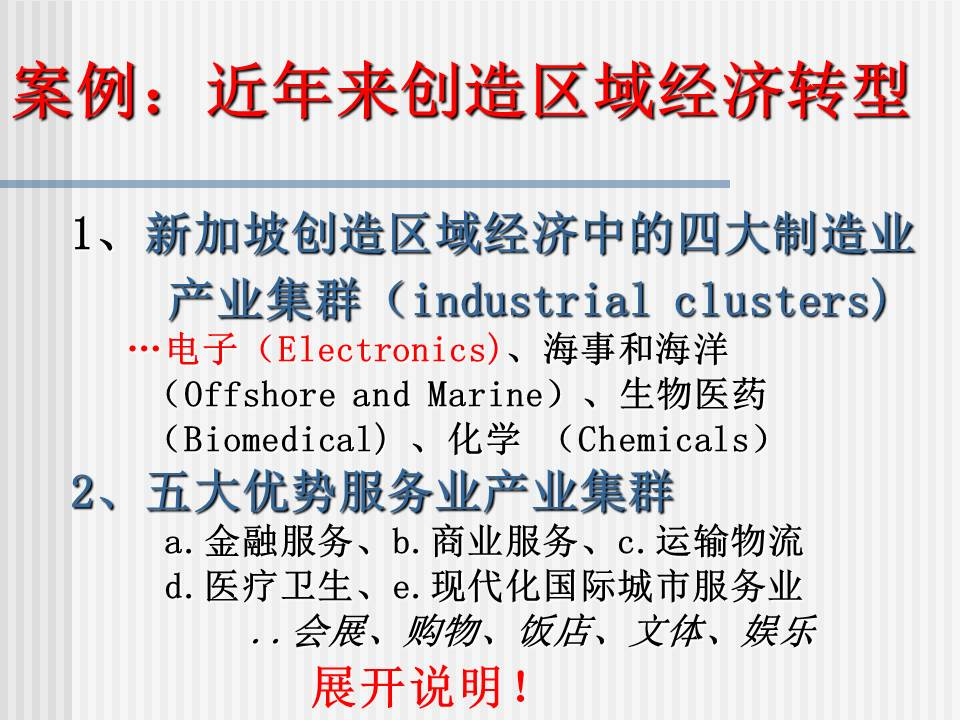 案例：近年来创造区域经济转型
1、新加坡创造区域经济中的四大制造业
产业集群（industrial clusters)
…电子（Electronics)、海事和海洋
（Offshore and Marine）、生物医药
（Biomedical) 、化学 （Chemicals）
2、五大优势服务业产业集群
a.金融服务、b.商业服务、c.运输物流
d.医疗卫生、e.现代化国际城市服务业
..会展、购物、饭店、文体、娱乐
展开说明！